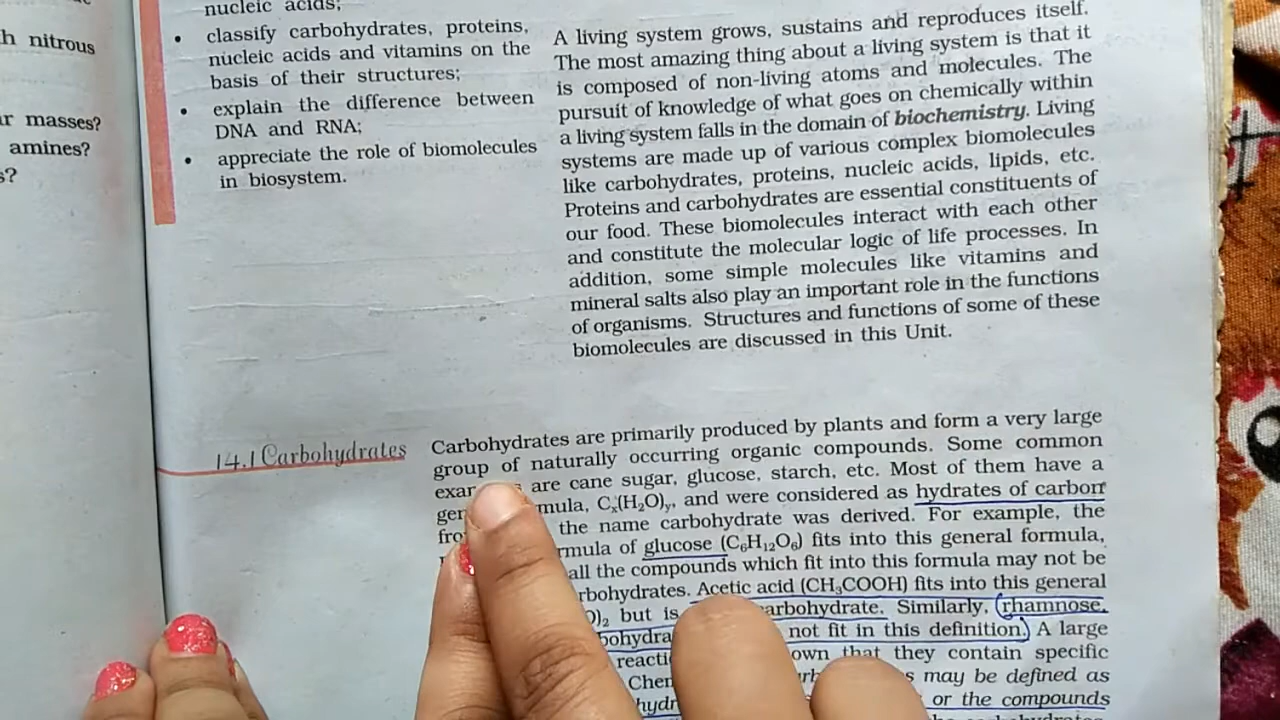 nucleic acids;
• classify carbohydrates, proteins,
nucleic acids and vitamins on the
basis of their structures;
• explain the difference between
DNA and RNA;
• appreciate the role of biomolecules
in biosystem.
h nitrous
r masses?
amines?
s?
A living system grows, sustains and reproduces itself.
The most amazing thing about a living system is that it
is composed of non-living atoms and molecules. The
pursuit of knowledge of what goes on chemically within
a living system falls in the domain of biochemistry. Living
systems are made up of various complex biomolecules
like carbohydrates, proteins, nucleic acids, lipids, etc.
Proteins and carbohydrates are essential constituents of
our food. These biomolecules interact with each other
and constitute the molecular logic of life processes. In
addition, some simple molecules like vitamins and
mineral salts also play an important role in the functions
of organisms. Structures and functions of some of these
biomolecules are discussed in this Unit.
14.1 Carbohydrates
Carbohydrates are primarily produced by plants and form a very large
group of naturally occurring organic compounds. Some common
are cane sugar, glucose, starch, etc. Most of them have a
gen mula, Cₓ(H₂O)ᵧ, and were considered as hydrates of carbon
fro the name carbohydrate was derived. For example, the
rmula of glucose (C₆H₁₂O₆) fits into this general formula,
all the compounds which fit into this formula may not be
rbohydrates. Acetic acid (CH₃COOH) fits into this general
)₂ but is arbohydrate. Similarly, rhamnose,
bohydra not fit in this definition. A large
reacti own that they contain specific
Chem s may be defined as
hydr or the compounds